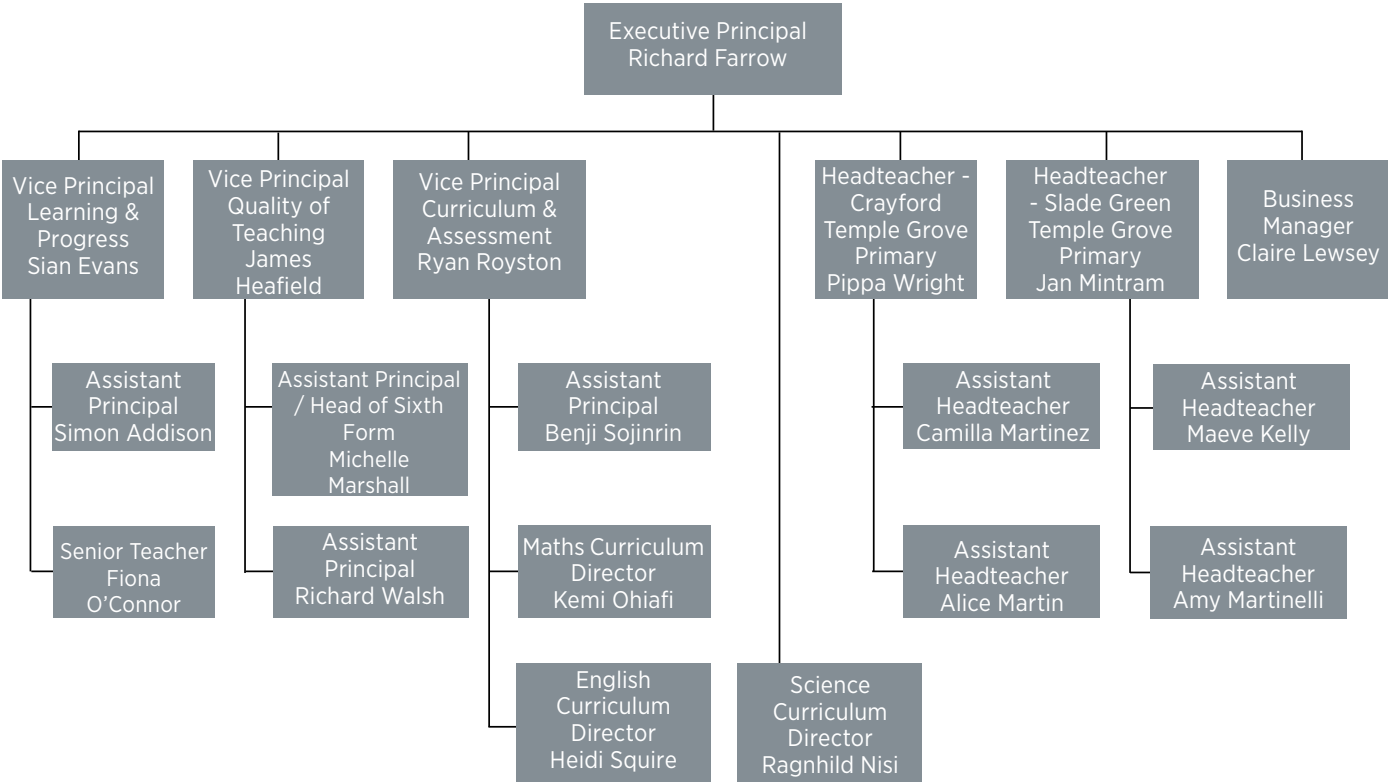 Executive Principal
Richard Farrow
Vice Principal
Learning &
Progress
Sian Evans
Vice Principal
Quality of
Teaching
James
Heafield
Vice Principal
Curriculum &
Assessment
Ryan Royston
Headteacher -
Crayford
Temple Grove
Primary
Pippa Wright
Headteacher
- Slade Green
Temple Grove
Primary
Jan Mintram
Business
Manager
Claire Lewsey
Assistant
Principal
Simon Addison
Assistant Principal
/ Head of Sixth
Form
Michelle
Marshall
Assistant
Principal
Benji Sojinrin
Assistant
Headteacher
Camilla Martinez
Assistant
Headteacher
Maeve Kelly
Senior Teacher
Fiona
O’Connor
Assistant
Principal
Richard Walsh
Maths Curriculum
Director
Kemi Ohiafi
Assistant
Headteacher
Alice Martin
Assistant
Headteacher
Amy Martinelli
English
Curriculum
Director
Heidi Squire
Science
Curriculum
Director
Ragnhild Nisi